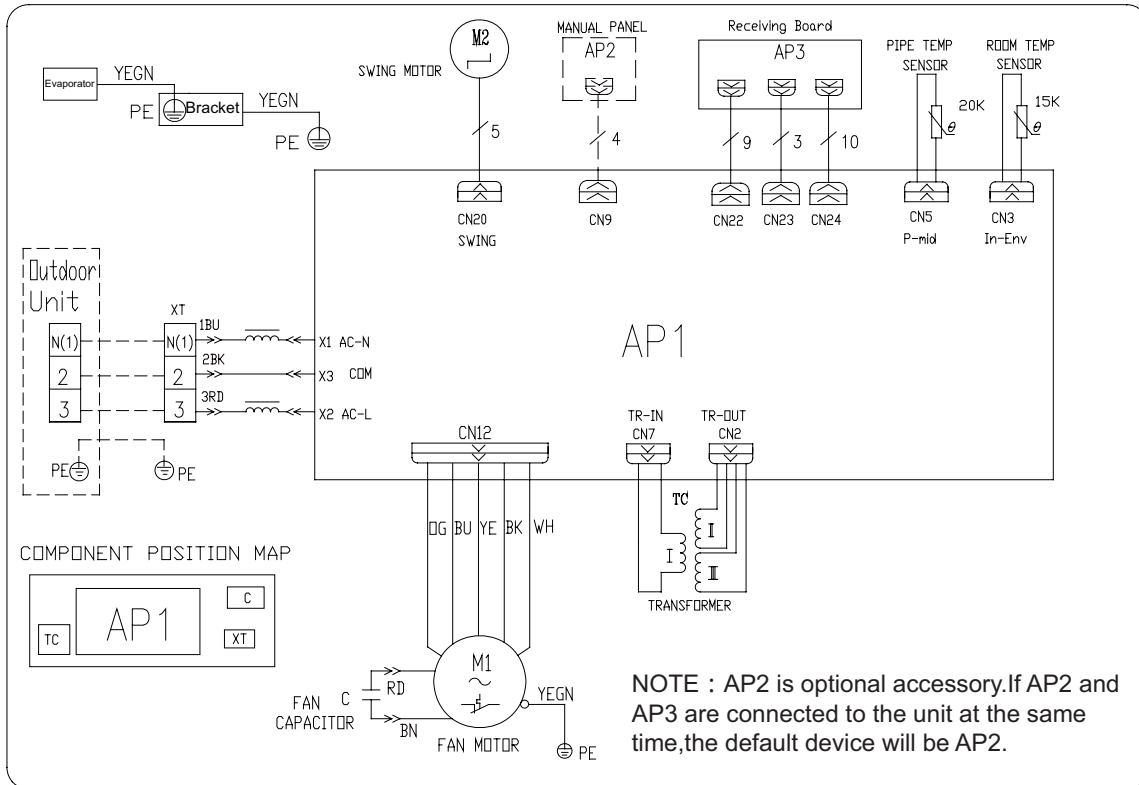 M2
SWING MOTOR
5
CN20
SWING
MANUAL PANEL
AP2
4
CN9
Receiving Board
AP3
9
3
10
CN22
CN23
CN24
PIPE TEMP
SENSOR
20K
θ
CN5
P-mid
ROOM TEMP
SENSOR
15K
θ
CN3
In-Env
Evaporator
YEGN
PE
Bracket
YEGN
PE
Outdoor
Unit
N(1)
2
3
PE
XT
N(1)
2
3
PE
1BU
2BK
3RD
X1 AC-N
X3 COM
X2 AC-L
AP1
CN12
OG BU YE BK WH
TR-IN
CN7
TR-OUT
CN2
TC
I
I
II
TRANSFORMER
COMPONENT POSITION MAP
TC
AP1
C
XT
M1
~
FAN
CAPACITOR
C
RD
BN
FAN MOTOR
YEGN
PE
NOTE : AP2 is optional accessory.If AP2 and
AP3 are connected to the unit at the same
time,the default device will be AP2.